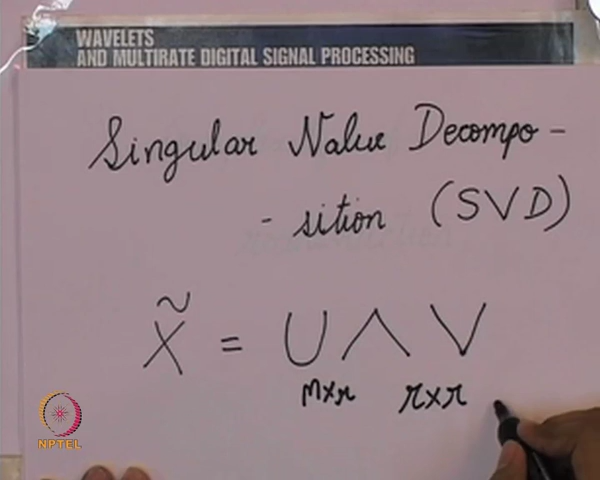 WAVELETS
AND MULTIRATE DIGITAL SIGNAL PROCESSING
Singular Value Decompo -
- sition (SVD)
X̃ = U Λ V
m×r r×r
NPTEL